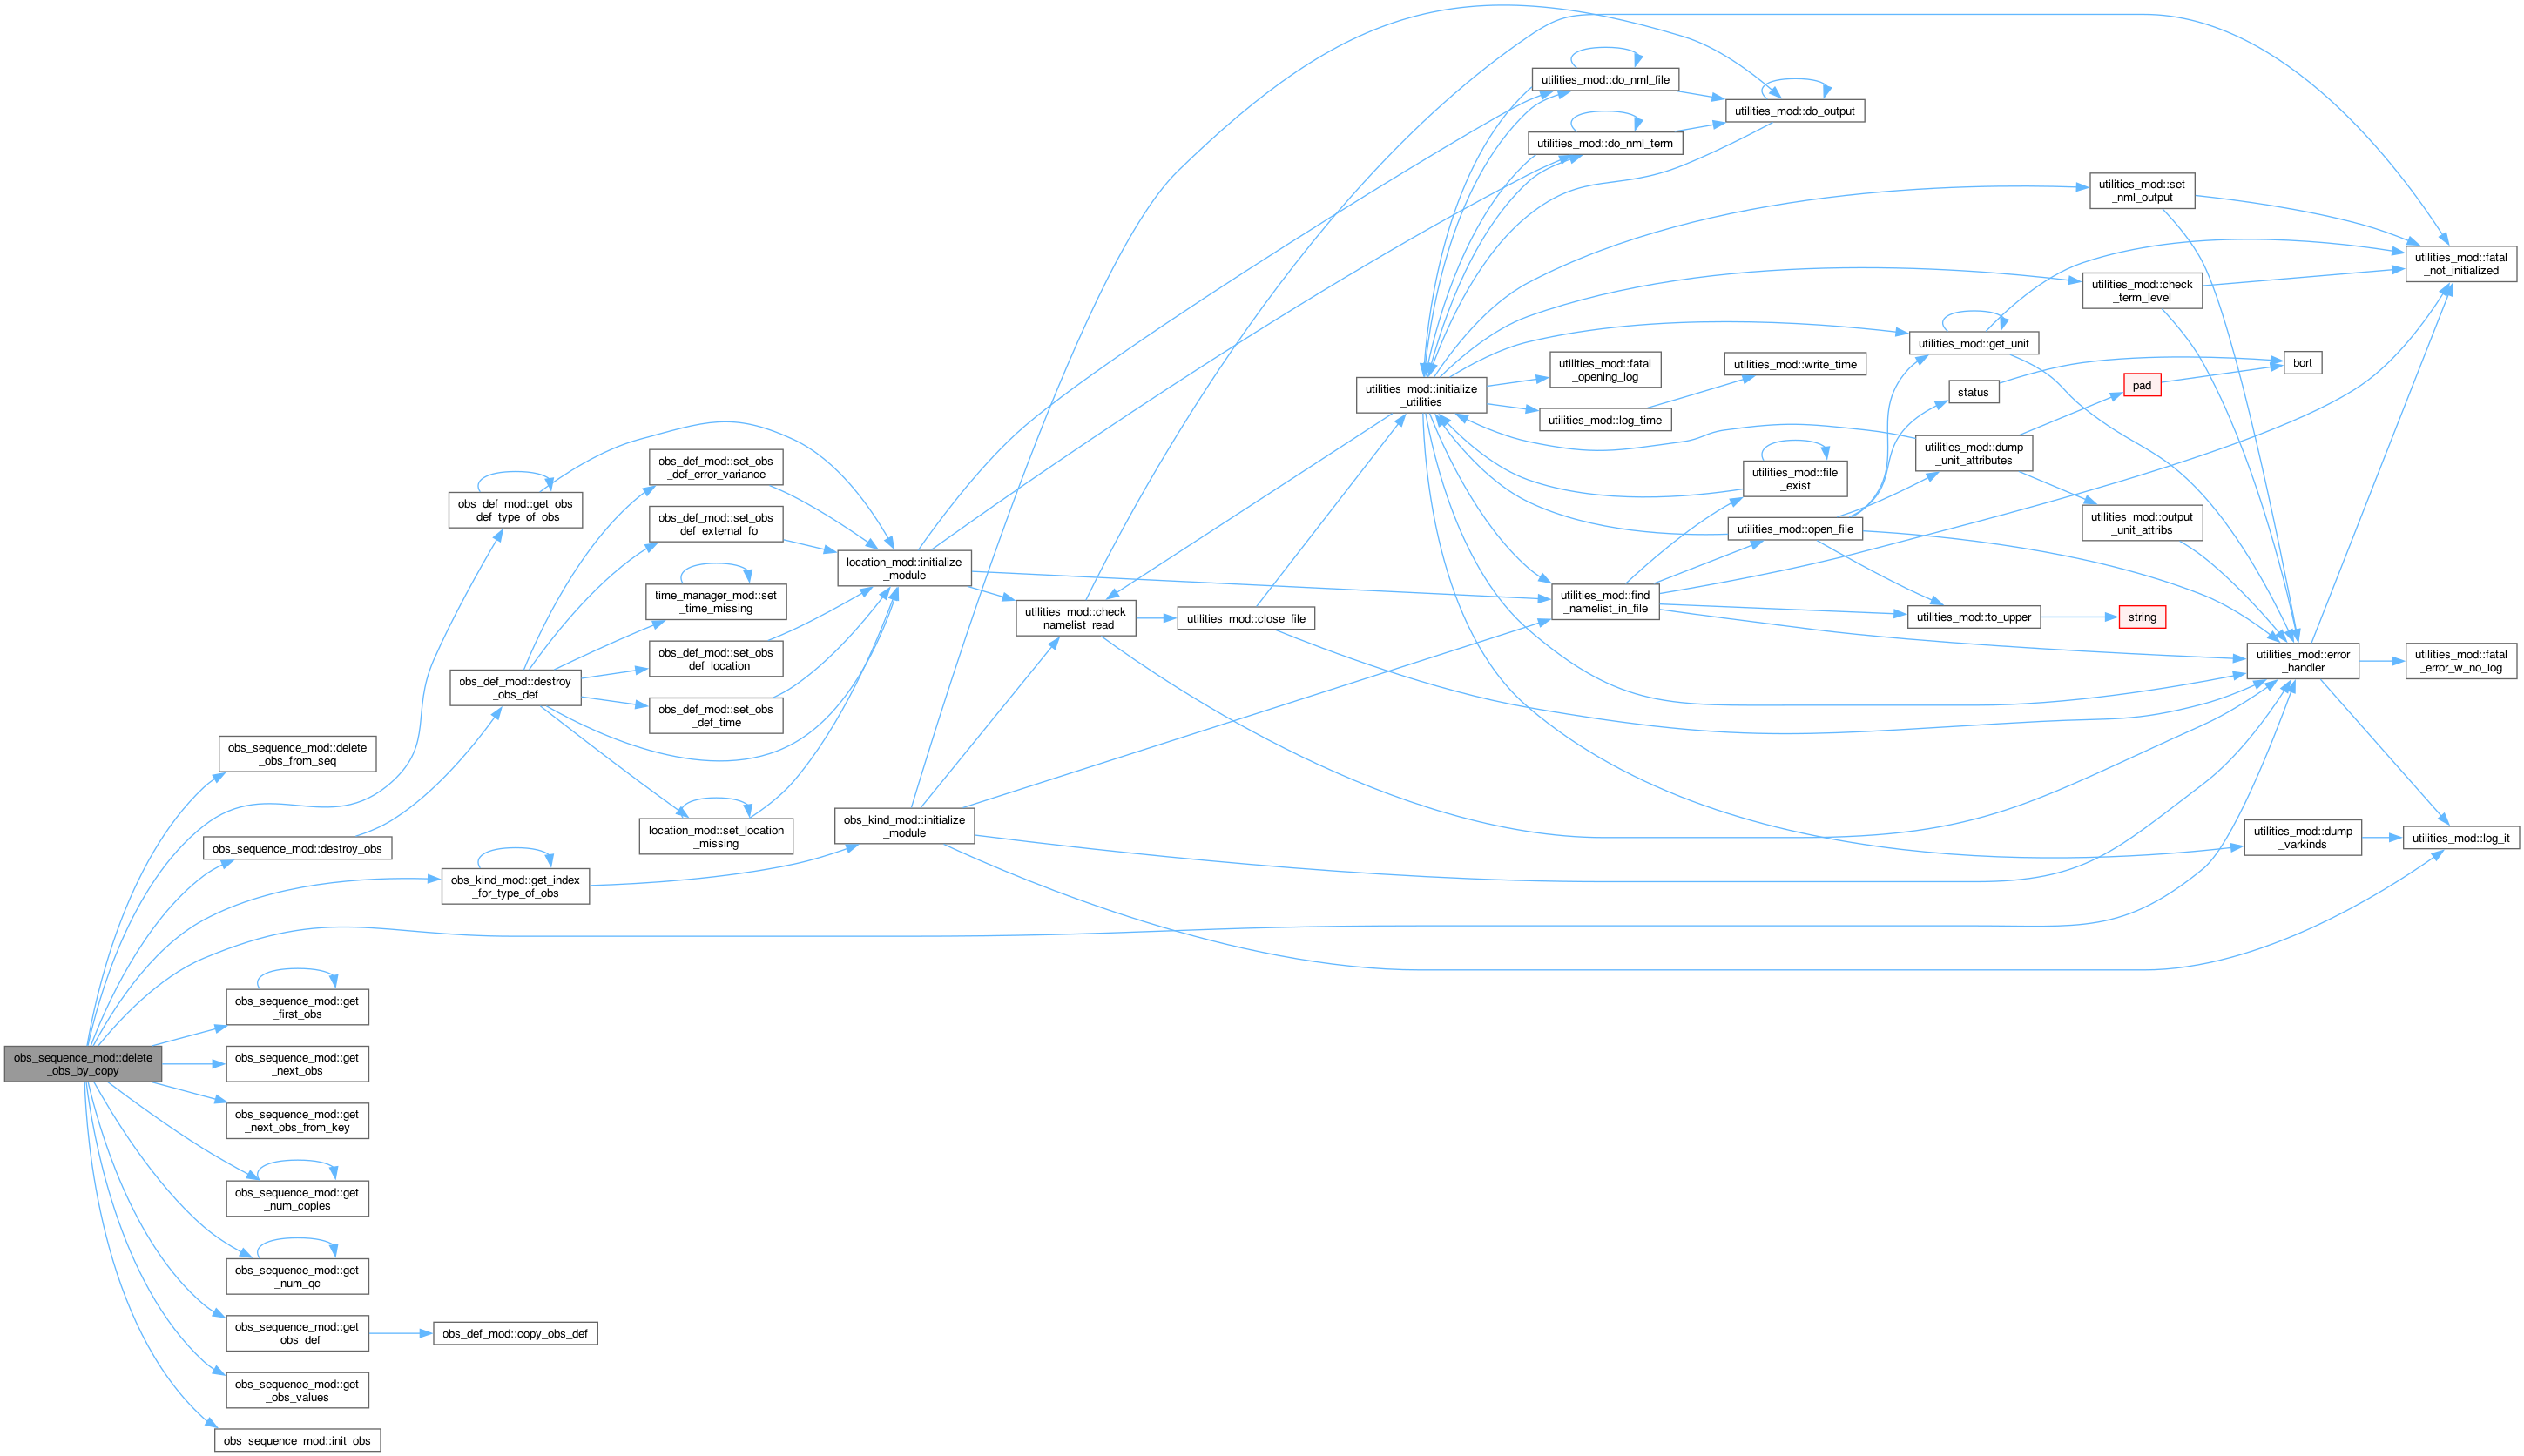 obs_sequence_mod::delete
_obs_by_copy
obs_sequence_mod::delete
_obs_from_seq
obs_sequence_mod::destroy_obs
obs_sequence_mod::get
_first_obs
obs_sequence_mod::get
_next_obs
obs_sequence_mod::get
_next_obs_from_key
obs_sequence_mod::get
_num_copies
obs_sequence_mod::get
_num_qc
obs_sequence_mod::get
_obs_def
obs_sequence_mod::get
_obs_values
obs_sequence_mod::init_obs
obs_def_mod::get_obs
_def_type_of_obs
obs_def_mod::destroy
_obs_def
obs_kind_mod::get_index
_for_type_of_obs
obs_def_mod::copy_obs_def
obs_def_mod::set_obs
_def_error_variance
obs_def_mod::set_obs
_def_external_fo
time_manager_mod::set
_time_missing
obs_def_mod::set_obs
_def_location
obs_def_mod::set_obs
_def_time
location_mod::set_location
_missing
location_mod::initialize
_module
obs_kind_mod::initialize
_module
utilities_mod::check
_namelist_read
utilities_mod::close_file
utilities_mod::initialize
_utilities
utilities_mod::do_nml_file
utilities_mod::do_nml_term
utilities_mod::fatal
_opening_log
utilities_mod::log_time
utilities_mod::find
_namelist_in_file
utilities_mod::do_output
utilities_mod::write_time
utilities_mod::file
_exist
utilities_mod::open_file
utilities_mod::get_unit
status
utilities_mod::dump
_unit_attributes
utilities_mod::to_upper
utilities_mod::set
_nml_output
utilities_mod::check
_term_level
pad
utilities_mod::output
_unit_attribs
string
bort
utilities_mod::error
_handler
utilities_mod::dump
_varkinds
utilities_mod::fatal
_not_initialized
utilities_mod::fatal
_error_w_no_log
utilities_mod::log_it